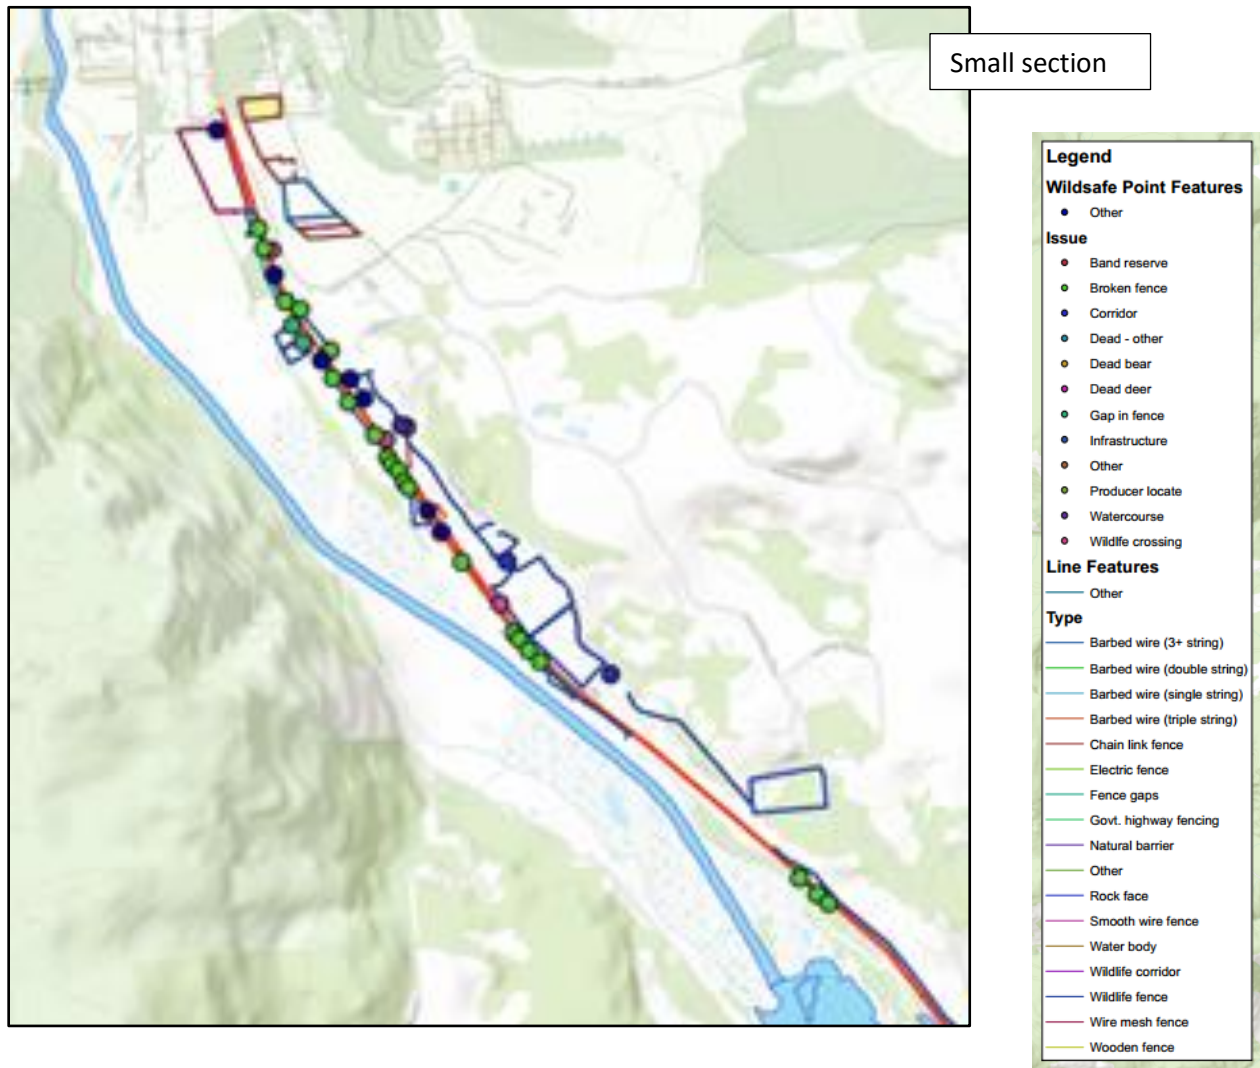 Small section
Legend
Wildsafe Point Features
Other
Issue
Band reserve
Broken fence
Corridor
Dead - other
Dead bear
Dead deer
Gap in fence
Infrastructure
Other
Producer locate
Watercourse
Wildlfe crossing
Line Features
Other
Type
Barbed wire (3+ string)
Barbed wire (double string)
Barbed wire (single string)
Barbed wire (triple string)
Chain link fence
Electric fence
Fence gaps
Govt. highway fencing
Natural barrier
Other
Rock face
Smooth wire fence
Water body
Wildlife corridor
Wildlife fence
Wire mesh fence
Wooden fence